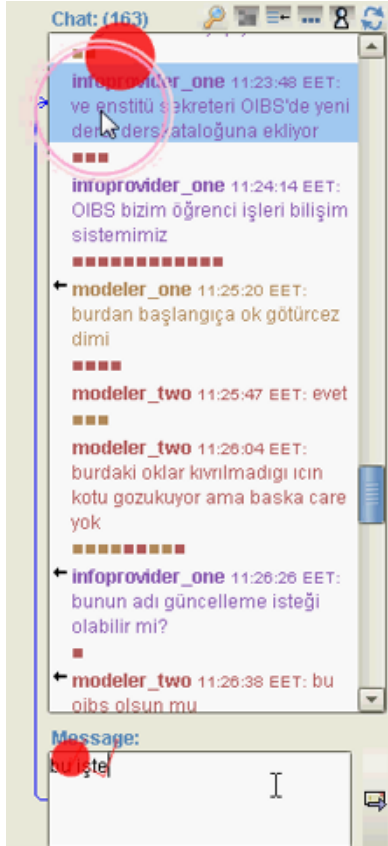 Chat: (163)
infoprovider_one 11:23:48 EET:
ve enstitü sekreteri OIBS'de yeni
dersi ders kataloğuna ekliyor
infoprovider_one 11:24:14 EET:
OIBS bizim öğrenci işleri bilişim
sistemimiz
modeler_one 11:25:20 EET:
burdan başlangıça ok götürcez
dimi
modeler_two 11:25:47 EET: evet
modeler_two 11:26:04 EET:
burdaki oklar kıvrılmadıgı ıcın
kotu gozukuyor ama baska care
yok
infoprovider_one 11:26:26 EET:
bunun adı güncelleme isteği
olabilir mi?
modeler_two 11:26:38 EET: bu
oibs olsun mu
Message:
bu işte